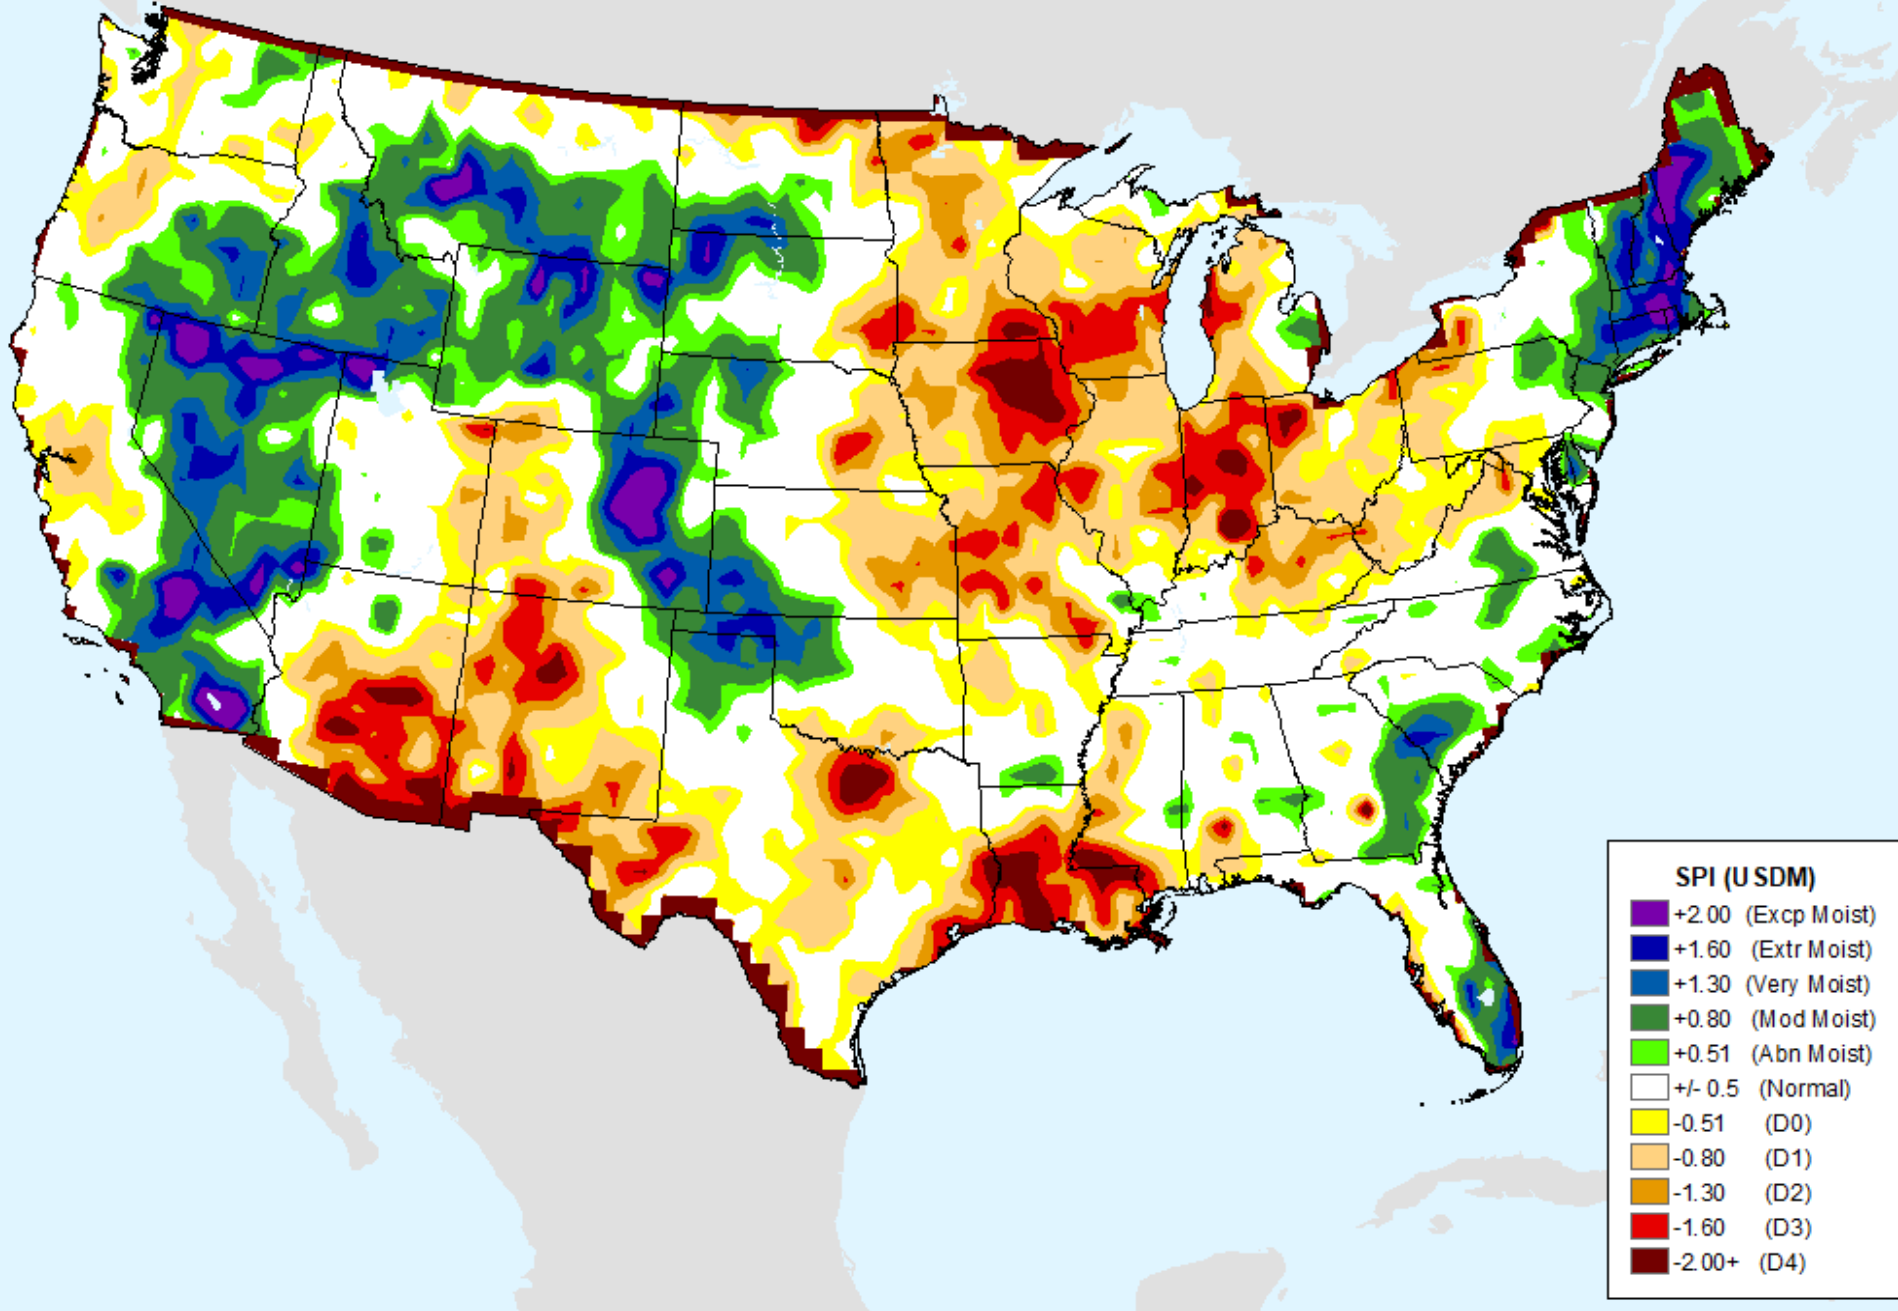 SPI (USDM)
+2.00 (Excp Moist)
+1.60 (Extr Moist)
+1.30 (Very Moist)
+0.80 (Mod Moist)
+0.51 (Abn Moist)
+/- 0.5 (Normal)
-0.51 (D0)
-0.80 (D1)
-1.30 (D2)
-1.60 (D3)
-2.00+ (D4)